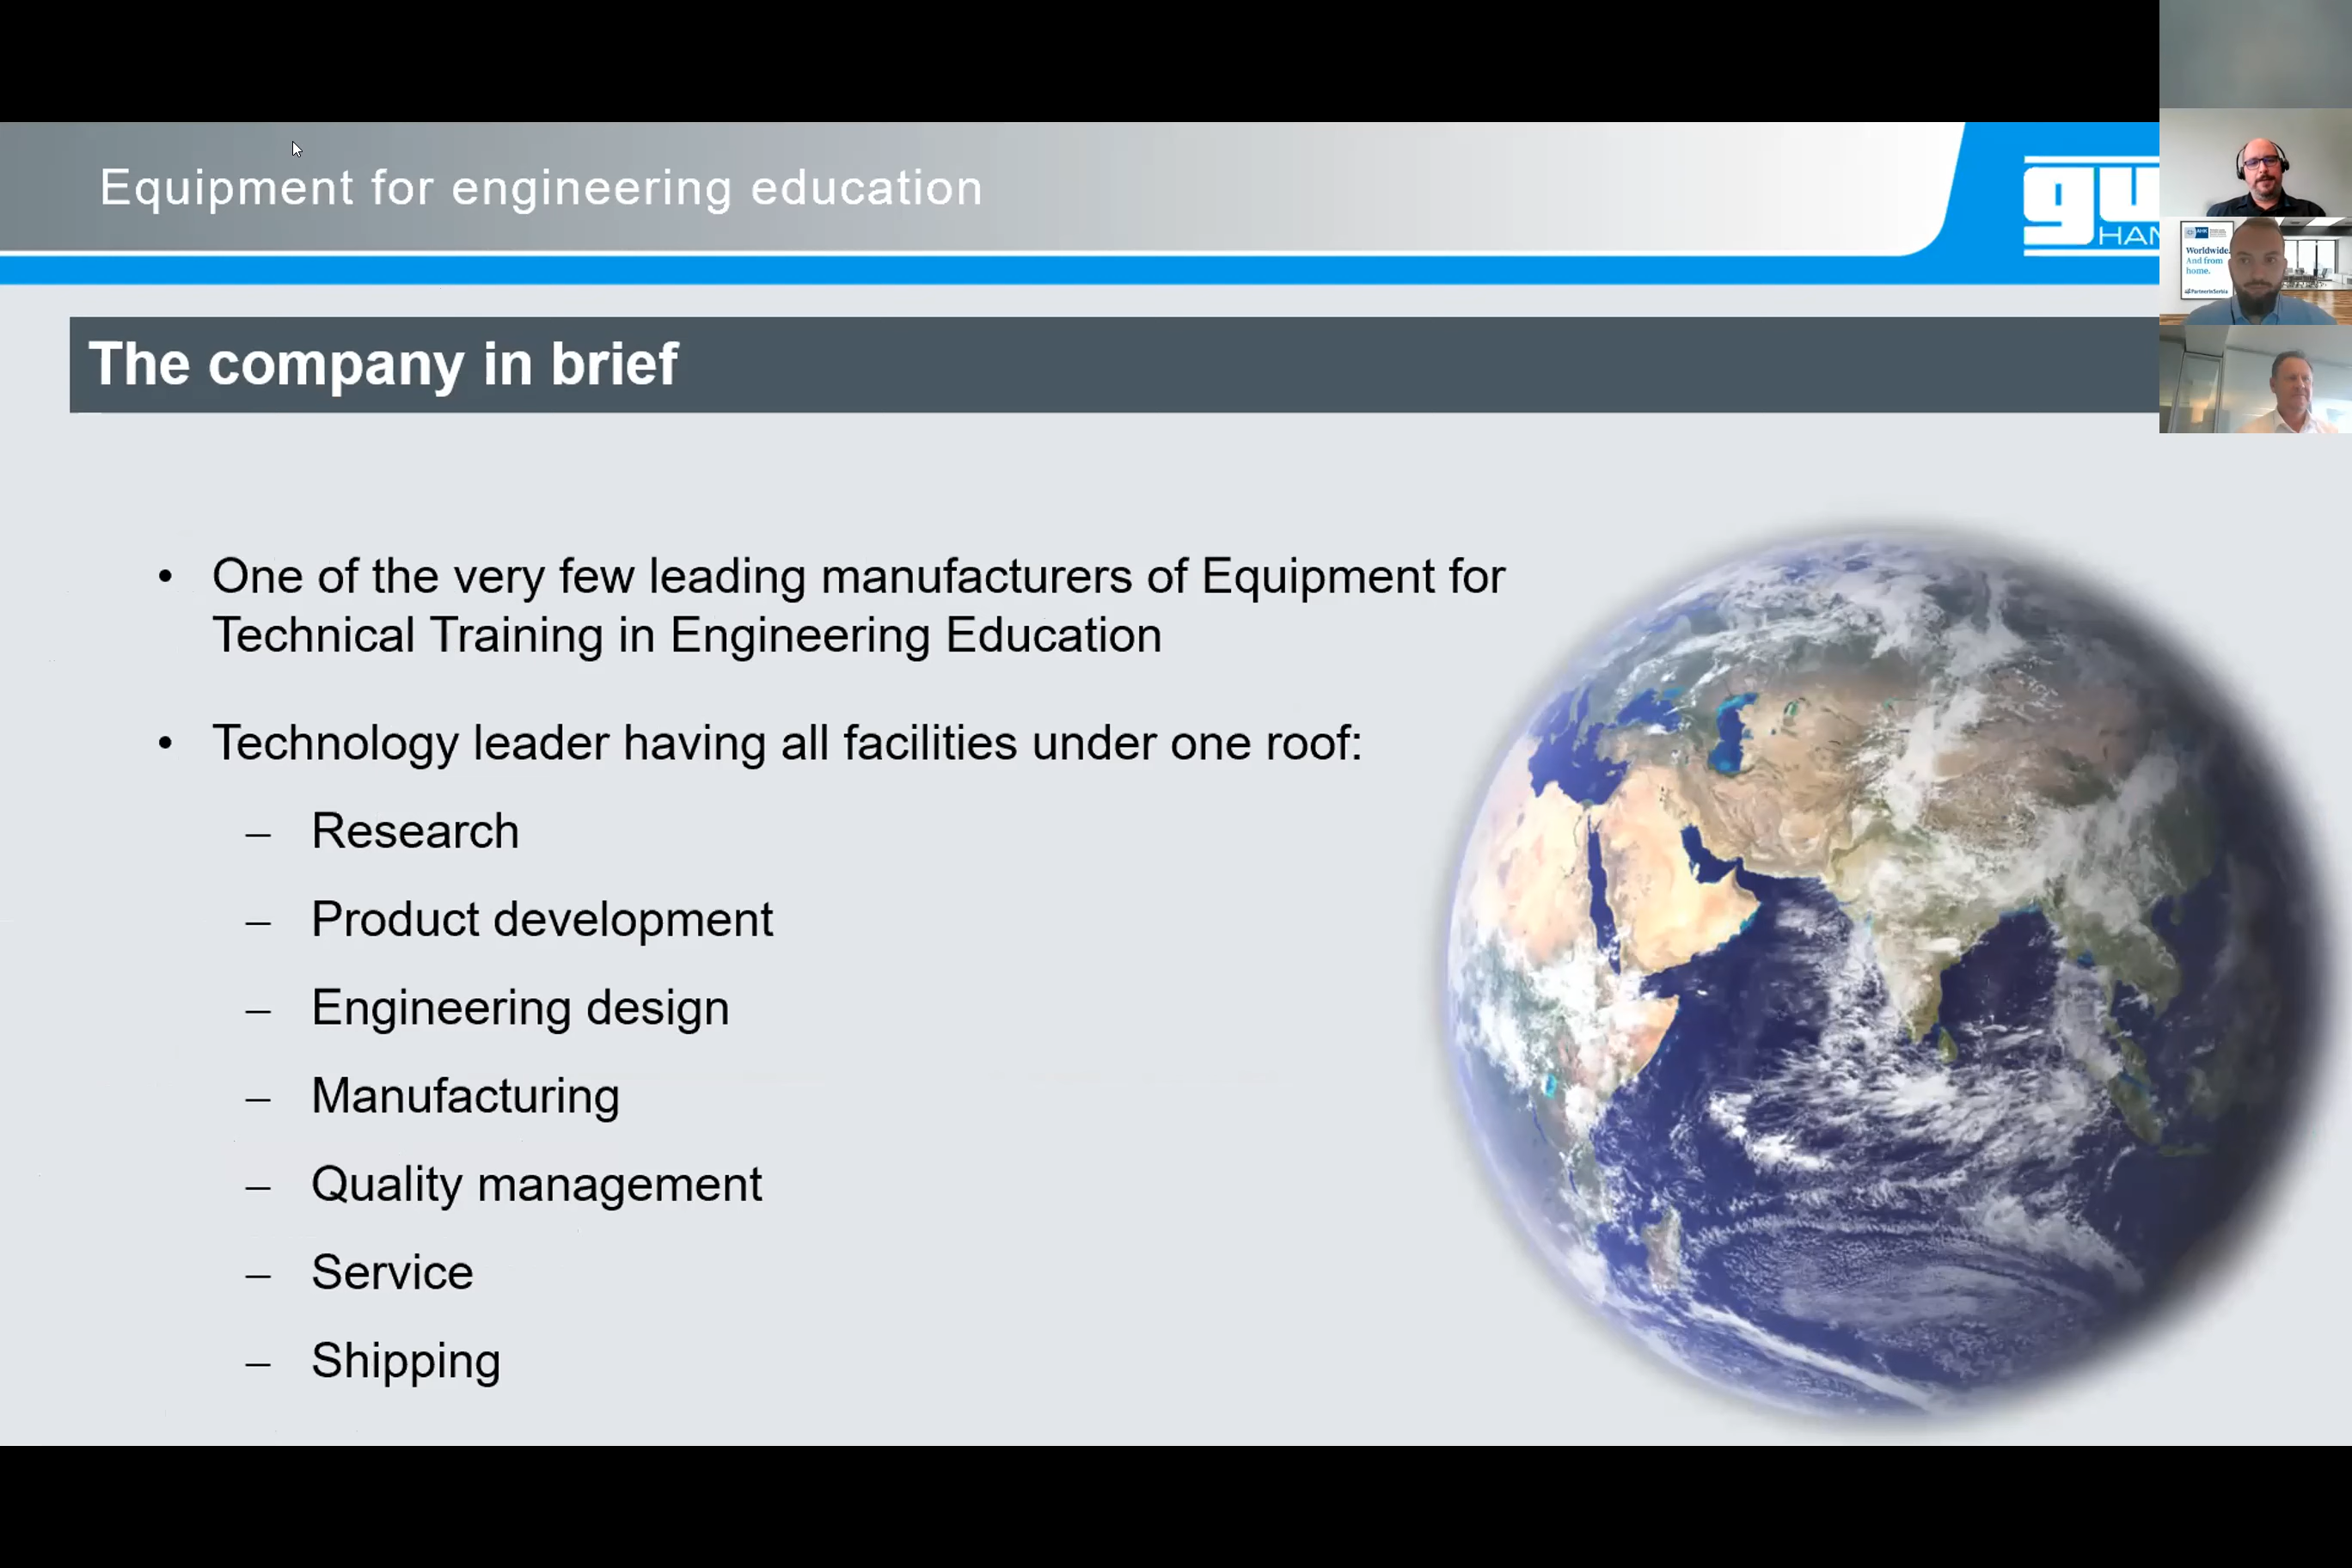 Equipment for engineering education
gu
HAN
The company in brief
Worldwide.
And from
home.
#PartnerInSerbia
• One of the very few leading manufacturers of Equipment for
Technical Training in Engineering Education
• Technology leader having all facilities under one roof:
– Research
– Product development
– Engineering design
– Manufacturing
– Quality management
– Service
– Shipping